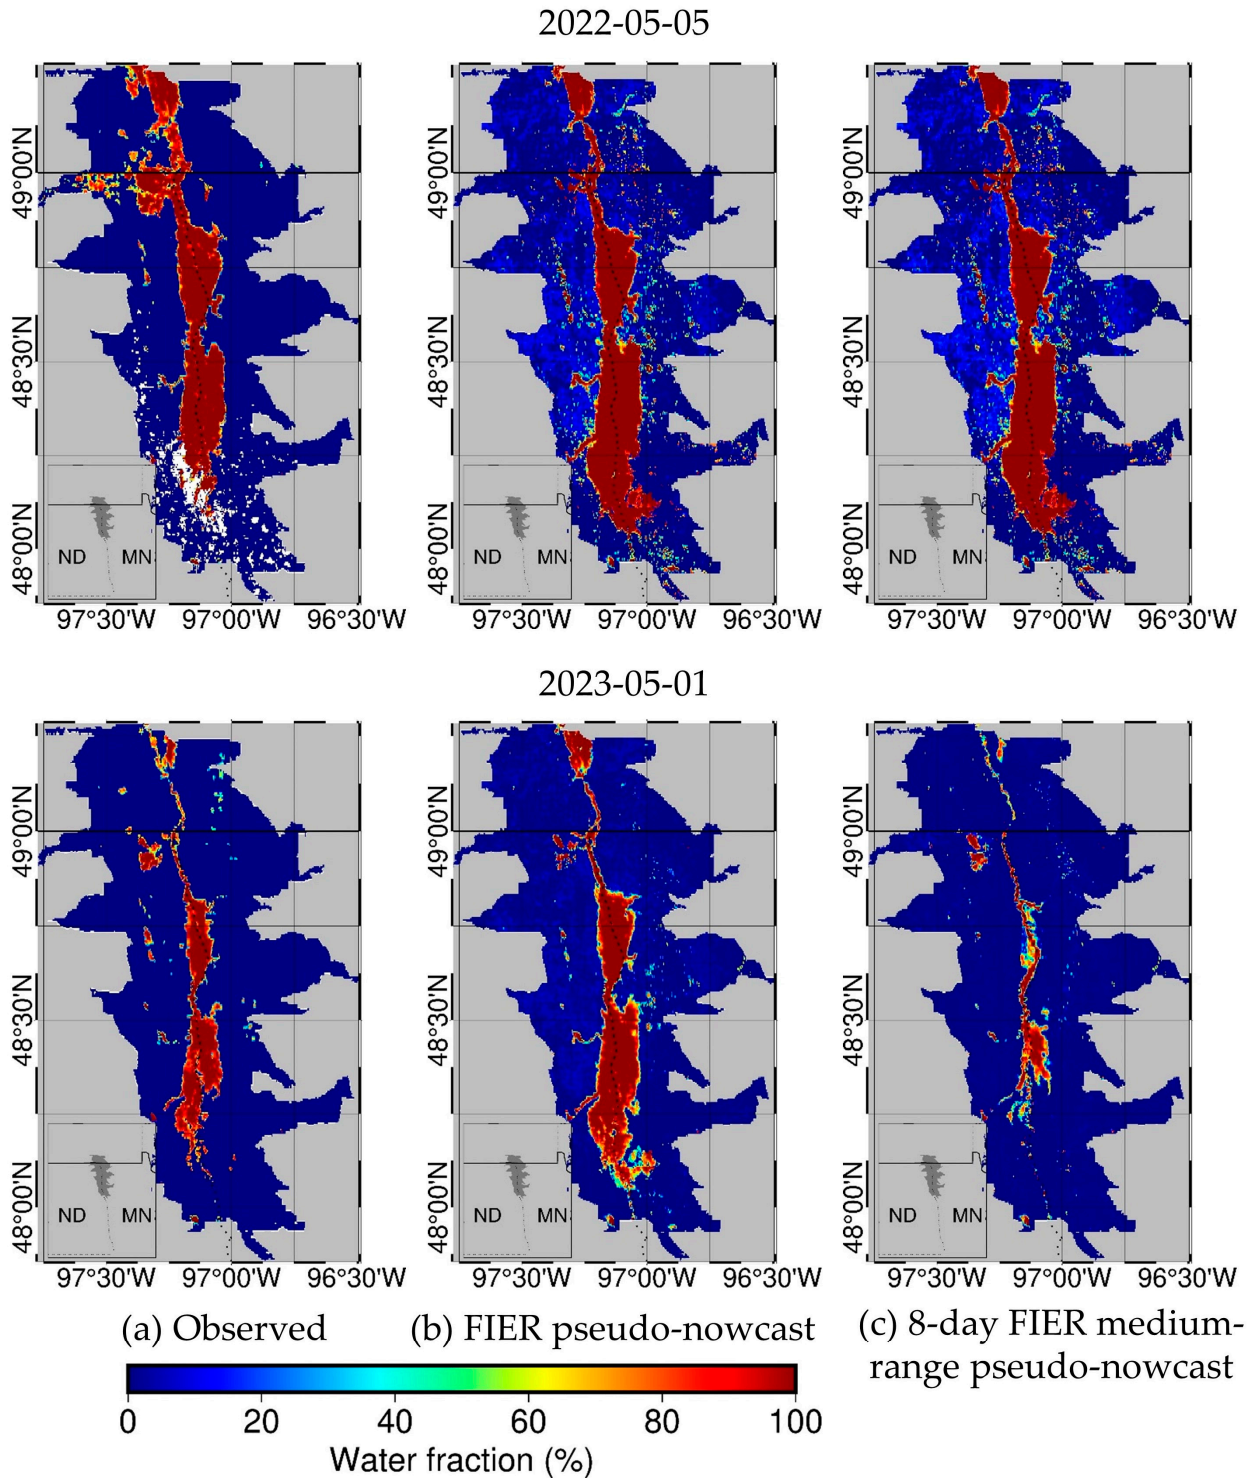 2022-05-05
49°00'N
48°30'N
48°00'N
ND MN
97°30'W 97°00'W 96°30'W
49°00'N
48°30'N
48°00'N
ND MN
97°30'W 97°00'W 96°30'W
49°00'N
48°30'N
48°00'N
ND MN
97°30'W 97°00'W 96°30'W
2023-05-01
49°00'N
48°30'N
48°00'N
ND MN
97°30'W 97°00'W 96°30'W
49°00'N
48°30'N
48°00'N
ND MN
97°30'W 97°00'W 96°30'W
49°00'N
48°30'N
48°00'N
ND MN
97°30'W 97°00'W 96°30'W
(a) Observed
(b) FIER pseudo-nowcast
(c) 8-day FIER medium-
range pseudo-nowcast
0 20 40 60 80 100
Water fraction (%)